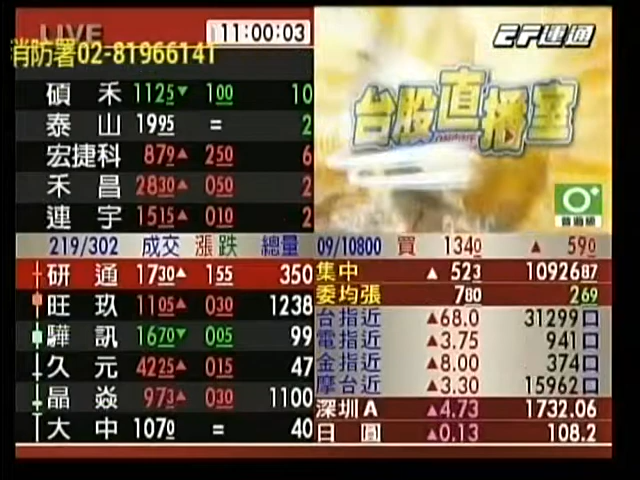 LIVE
11:00:03
消防署02-81966141
碩禾 1125▼ 100 10
泰山 1995 = 2
宏捷科 879▲ 250 6
禾昌 2830▲ 050 2
連宇 1515▲ 010 2
219/302 成交 漲跌 總量
研通 1730▲ 155 350
旺玖 1105▲ 030 1238
驊訊 1670▼ 005 99
久元 4225▲ 015 47
晶焱 973▲ 030 1100
大中 1070 = 40
運通
台股直播室
普遍級
09/10800 買 1340 ▲ 590
集中 ▲ 523 1092687
委均張 780 269
台指近 ▲68.0 31299口
電指近 ▲3.75 941口
金指近 ▲8.00 374口
摩台近 ▲3.30 15962口
深圳A ▲4.73 1732.06
日圓 ▲0.13 108.2